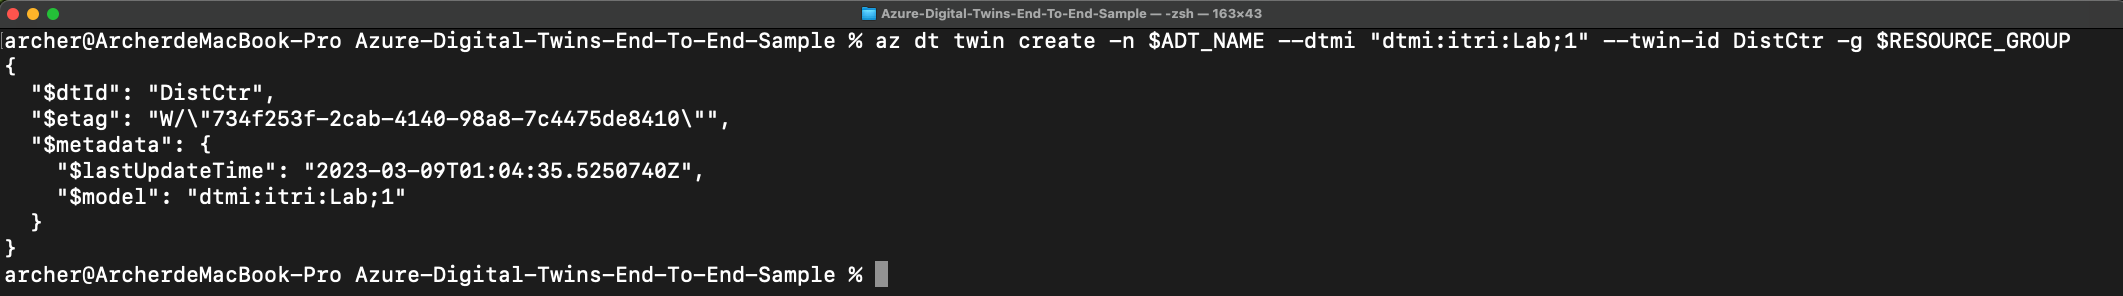 Azure-Digital-Twins-End-To-End-Sample — -zsh — 163×43
archer@ArcherdeMacBook-Pro Azure-Digital-Twins-End-To-End-Sample % az dt twin create -n $ADT_NAME --dtmi "dtmi:itri:Lab;1" --twin-id DistCtr -g $RESOURCE_GROUP
{
  "$dtId": "DistCtr",
  "$etag": "W/\"734f253f-2cab-4140-98a8-7c4475de8410\"",
  "$metadata": {
    "$lastUpdateTime": "2023-03-09T01:04:35.5250740Z",
    "$model": "dtmi:itri:Lab;1"
  }
}
archer@ArcherdeMacBook-Pro Azure-Digital-Twins-End-To-End-Sample %